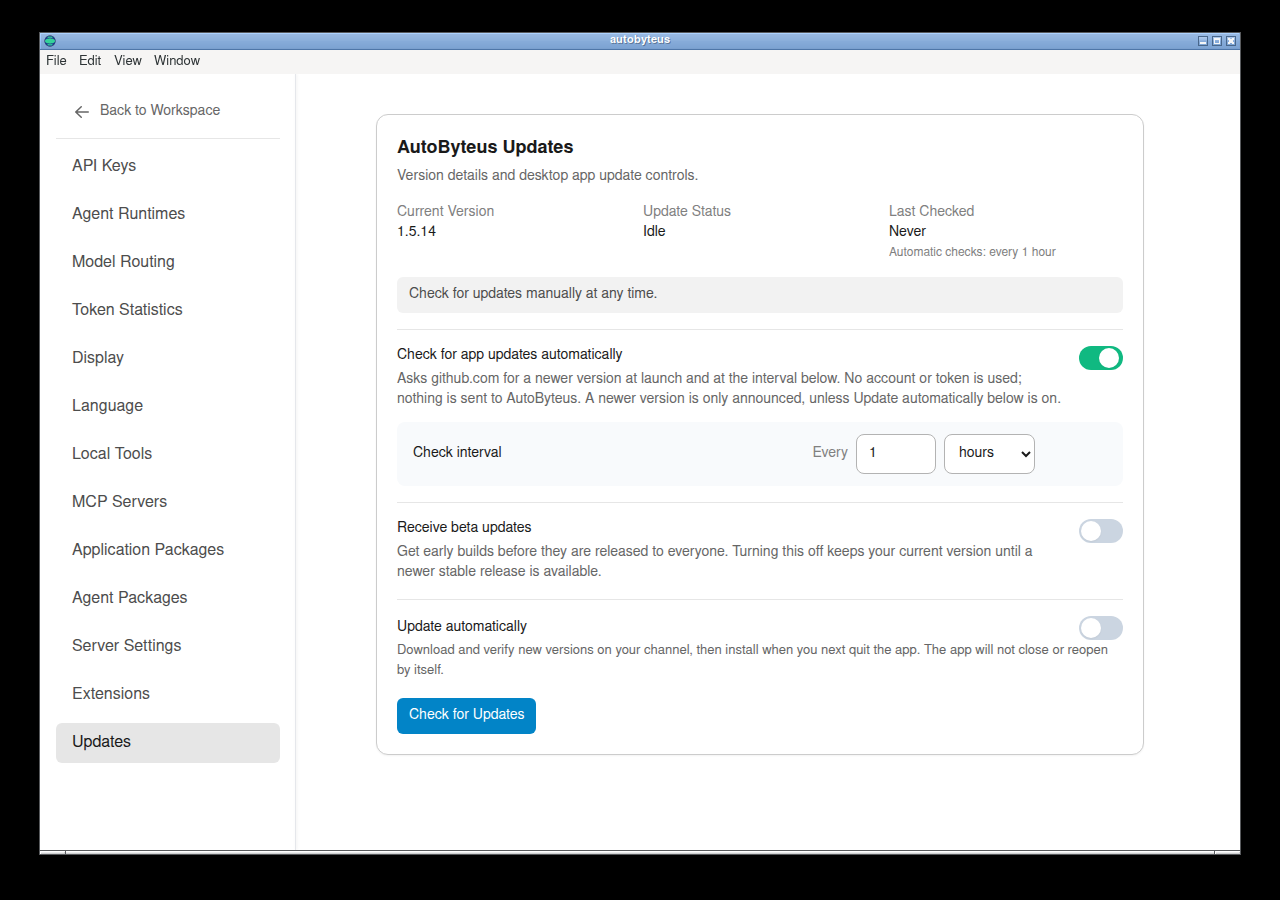 autobyteus
File Edit View Window
Back to Workspace
API Keys
Agent Runtimes
Model Routing
Token Statistics
Display
Language
Local Tools
MCP Servers
Application Packages
Agent Packages
Server Settings
Extensions
Updates
AutoByteus Updates
Version details and desktop app update controls.
Current Version
1.5.14
Update Status
Idle
Last Checked
Never
Automatic checks: every 1 hour
Check for updates manually at any time.
Check for app updates automatically
Asks github.com for a newer version at launch and at the interval below. No account or token is used;
nothing is sent to AutoByteus. A newer version is only announced, unless Update automatically below is on.
Check interval
Every 1 hours
Receive beta updates
Get early builds before they are released to everyone. Turning this off keeps your current version until a
newer stable release is available.
Update automatically
Download and verify new versions on your channel, then install when you next quit the app. The app will not close or reopen
by itself.
Check for Updates